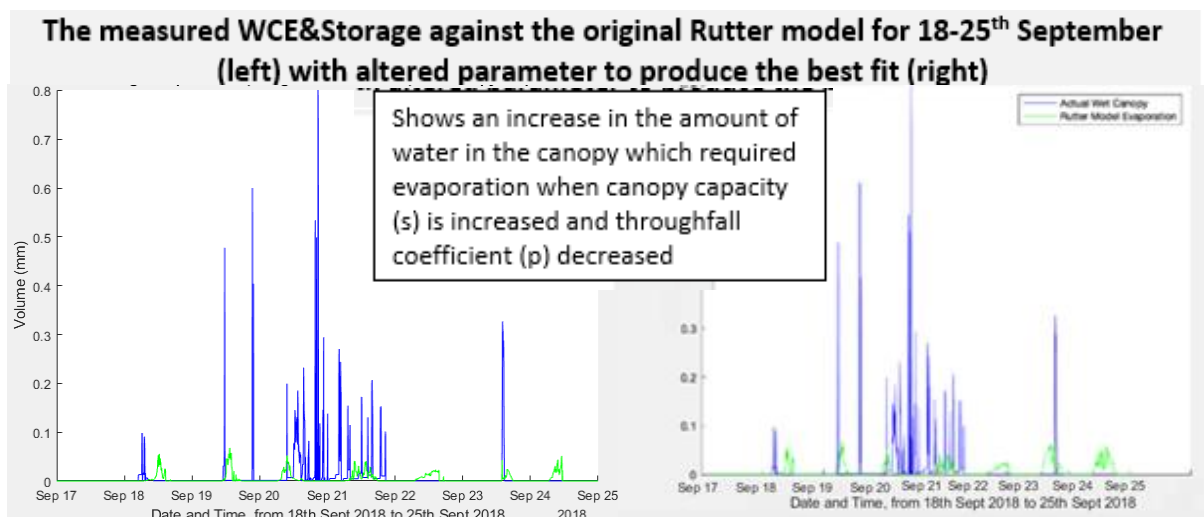 The measured WCE&Storage against the original Rutter model for 18-25th September
(left) with altered parameter to produce the best fit (right)
Shows an increase in the amount of
water in the canopy which required
evaporation when canopy capacity
(s) is increased and throughfall
coefficient (p) decreased
Volume (mm)
0.8
0.7
0.6
0.5
0.4
0.3
0.2
0.1
0
Sep 17 Sep 18 Sep 19 Sep 20 Sep 21 Sep 22 Sep 23 Sep 24 Sep 25
Date and Time, from 18th Sept 2018 to 25th Sept 2018 2018
Actual Wet Canopy
Rutter Model Evaporation
0.3
0.2
0.1
0
Sep 17 Sep 18 Sep 19 Sep 20 Sep 21 Sep 22 Sep 23 Sep 24 Sep 25
Date and Time, from 18th Sept 2018 to 25th Sept 2018